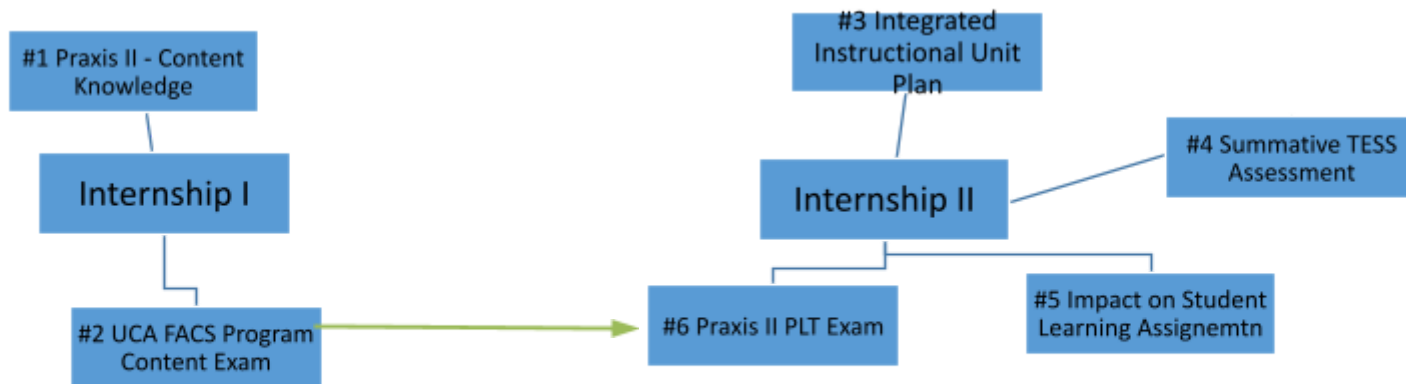 #1 Praxis II - Content
Knowledge
Internship I
#2 UCA FACS Program
Content Exam
#3 Integrated
Instructional Unit
Plan
#4 Summative TESS
Assessment
Internship II
#6 Praxis II PLT Exam
#5 Impact on Student
Learning Assignemtn